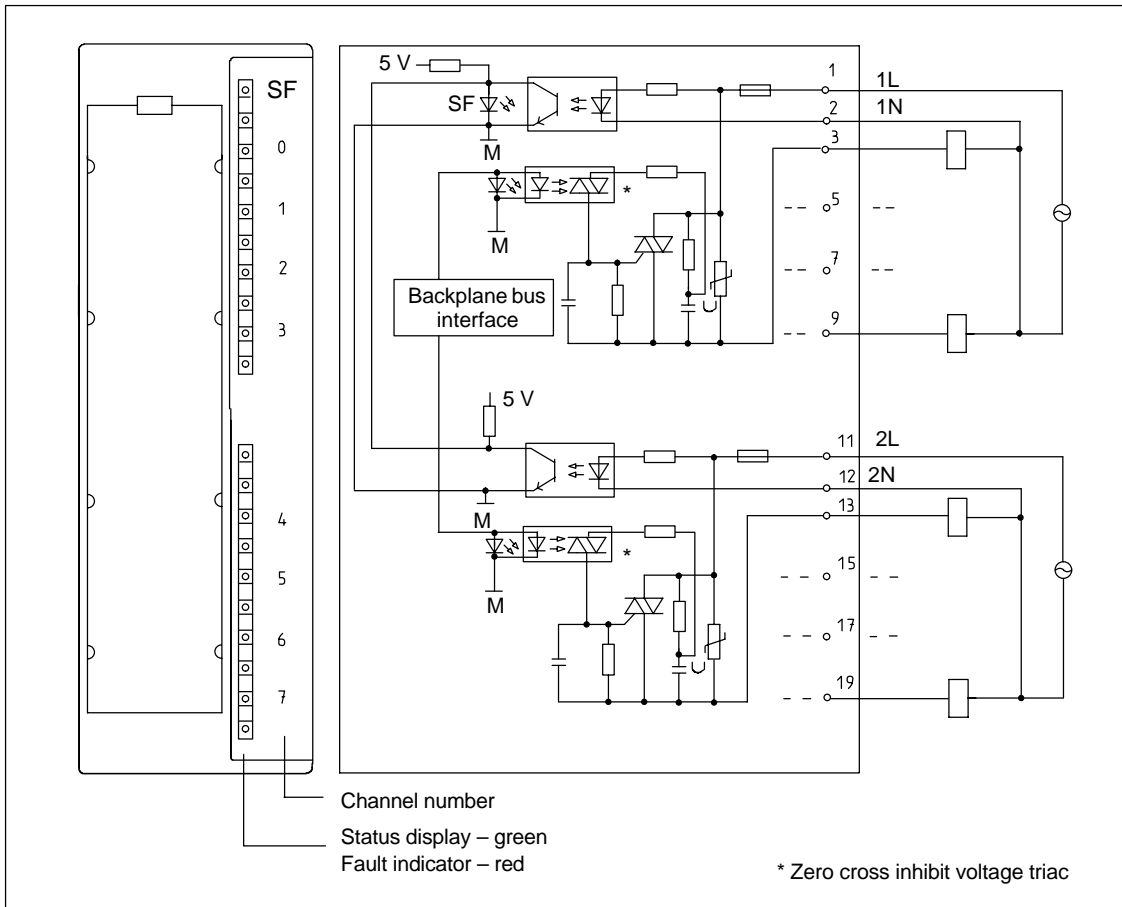 SF
0
1
2
3
4
5
6
7
5 V
SF
M
*
M
Backplane bus
interface
5 V
M
*
M
1
1L
2
1N
3
5
7
9
11
2L
12
2N
13
15
17
19
Channel number
Status display – green
Fault indicator – red
* Zero cross inhibit voltage triac